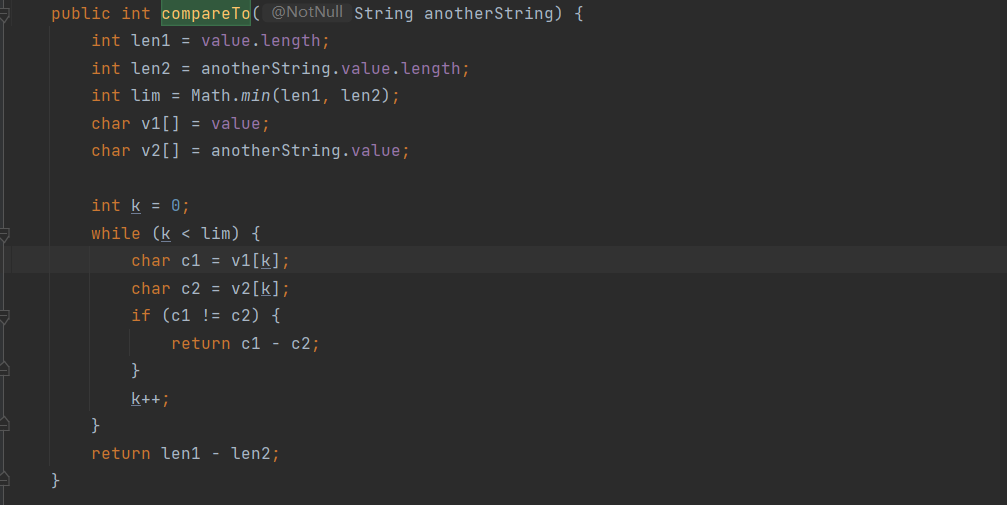 public int compareTo( @NotNull String anotherString) {
int len1 = value.length;
int len2 = anotherString.value.length;
int lim = Math.min(len1, len2);
char v1[] = value;
char v2[] = anotherString.value;
int k = 0;
while (k < lim) {
char c1 = v1[k];
char c2 = v2[k];
if (c1 != c2) {
return c1 - c2;
}
k++;
}
return len1 - len2;
}